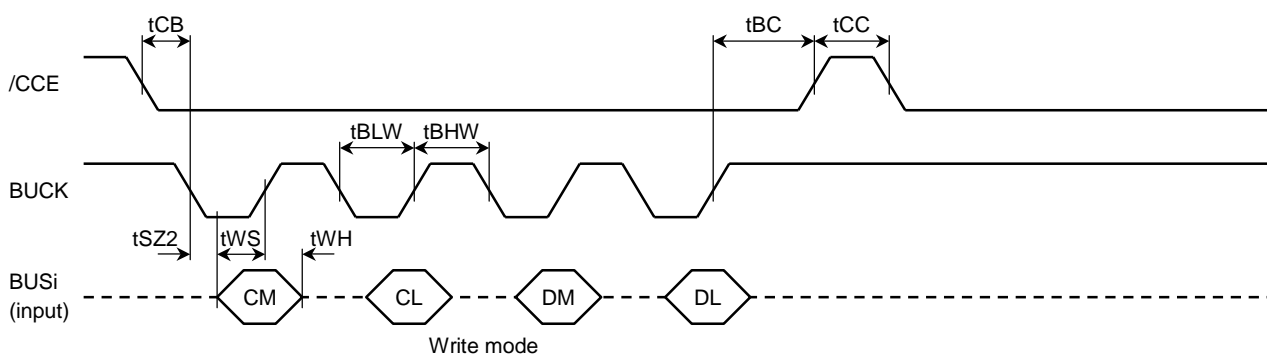 tCB tBC tCC
/CCE
tBLW tBHW
BUCK
tSZ2 tWS tWH
BUSi
(input)
CM CL DM DL
Write mode